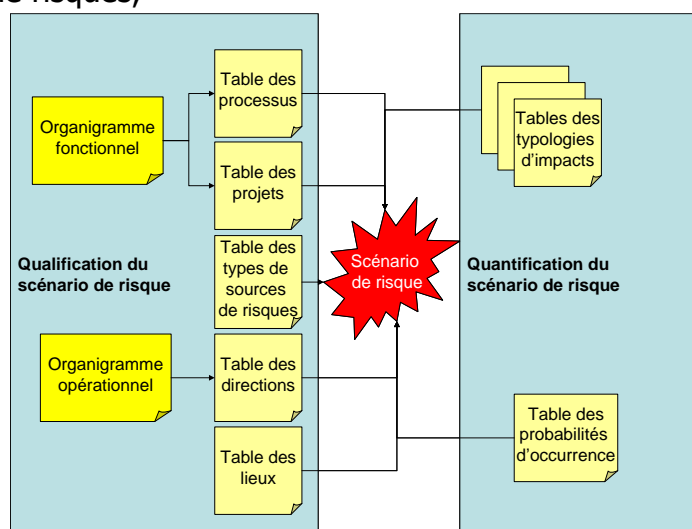 risques)
Table des
processus
Organigramme
fonctionnel
Table des
projets
Tables des
typologies
d'impacts
Qualification du
scénario de risque
Table des
types de
sources
de risques
Scénario
de risque
Quantification du
scénario de risque
Organigramme
opérationnel
Table des
directions
Table des
lieux
Table des
probabilités
d'occurrence